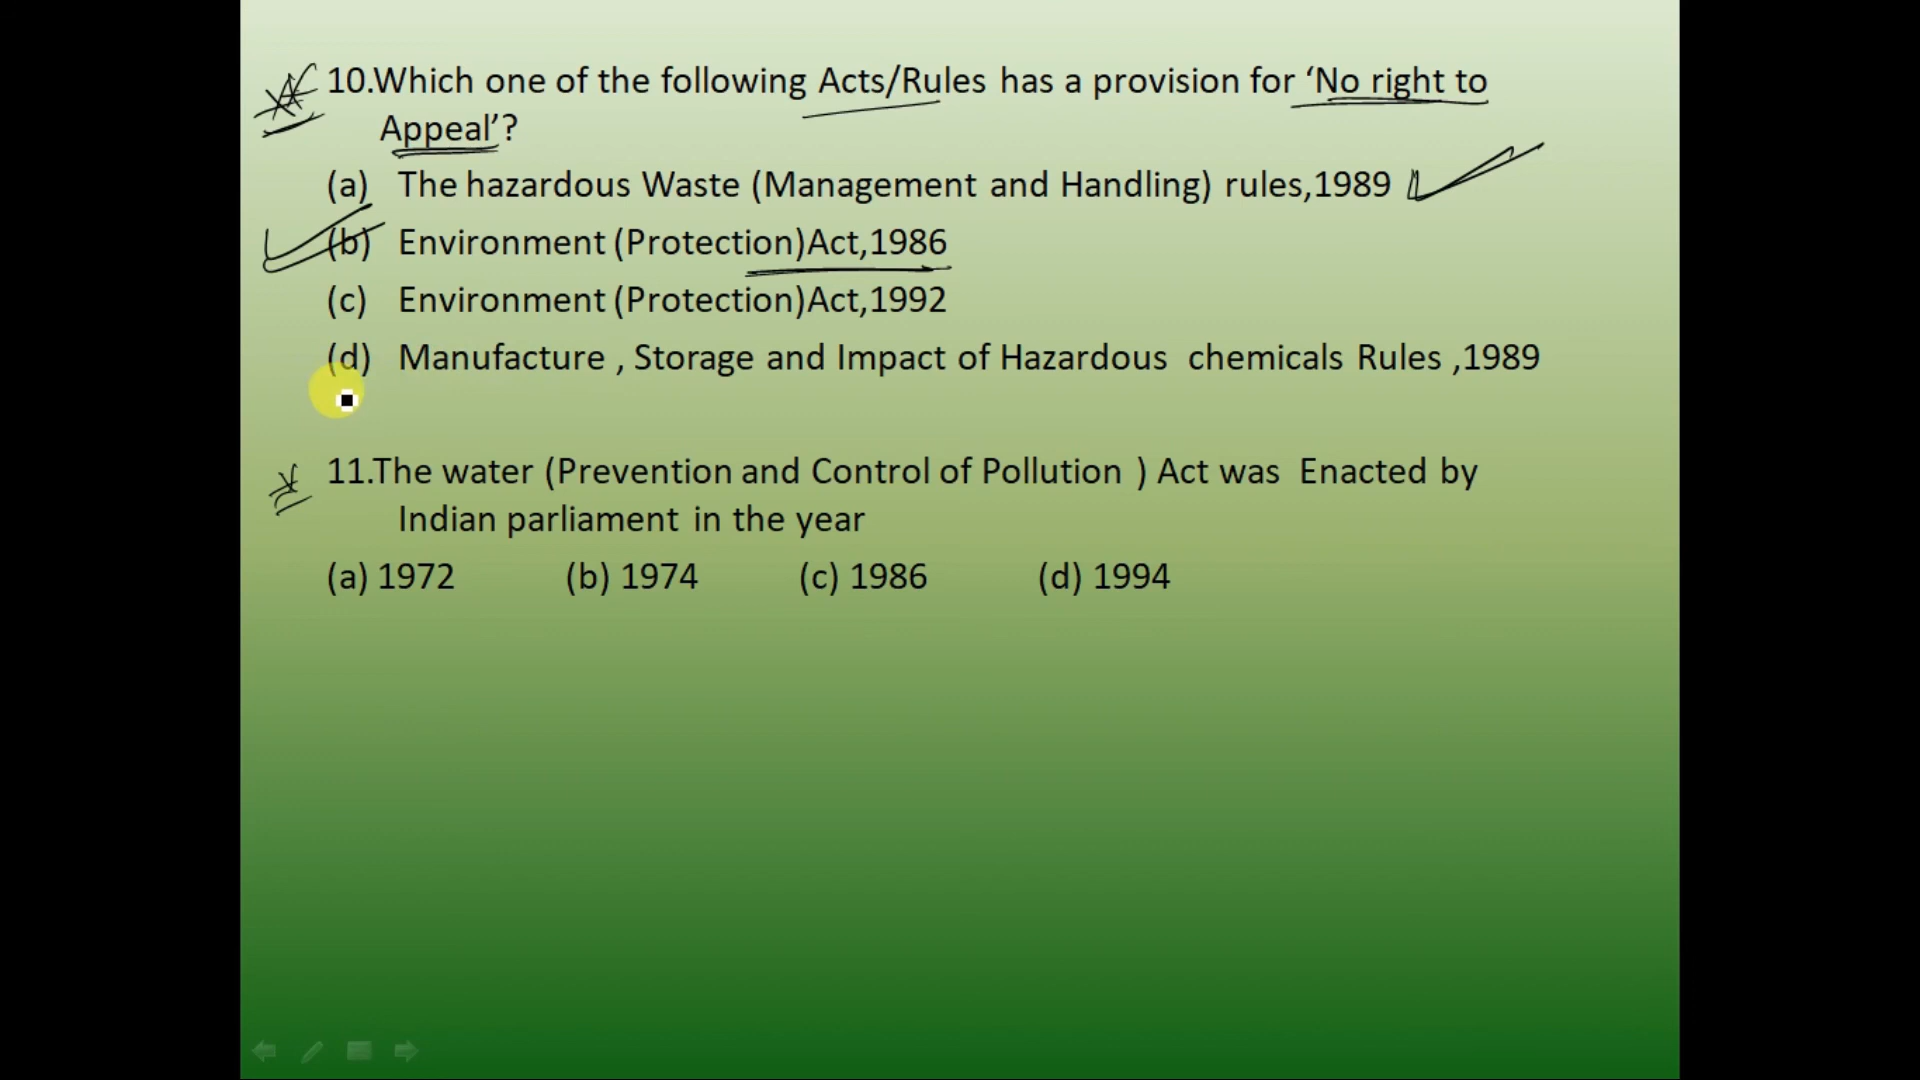 10.Which one of the following Acts/Rules has a provision for ‘No right to
Appeal’?
(a) The hazardous Waste (Management and Handling) rules,1989
(b) Environment (Protection)Act,1986
(c) Environment (Protection)Act,1992
(d) Manufacture , Storage and Impact of Hazardous chemicals Rules ,1989
11.The water (Prevention and Control of Pollution ) Act was Enacted by
Indian parliament in the year
(a) 1972 (b) 1974 (c) 1986 (d) 1994